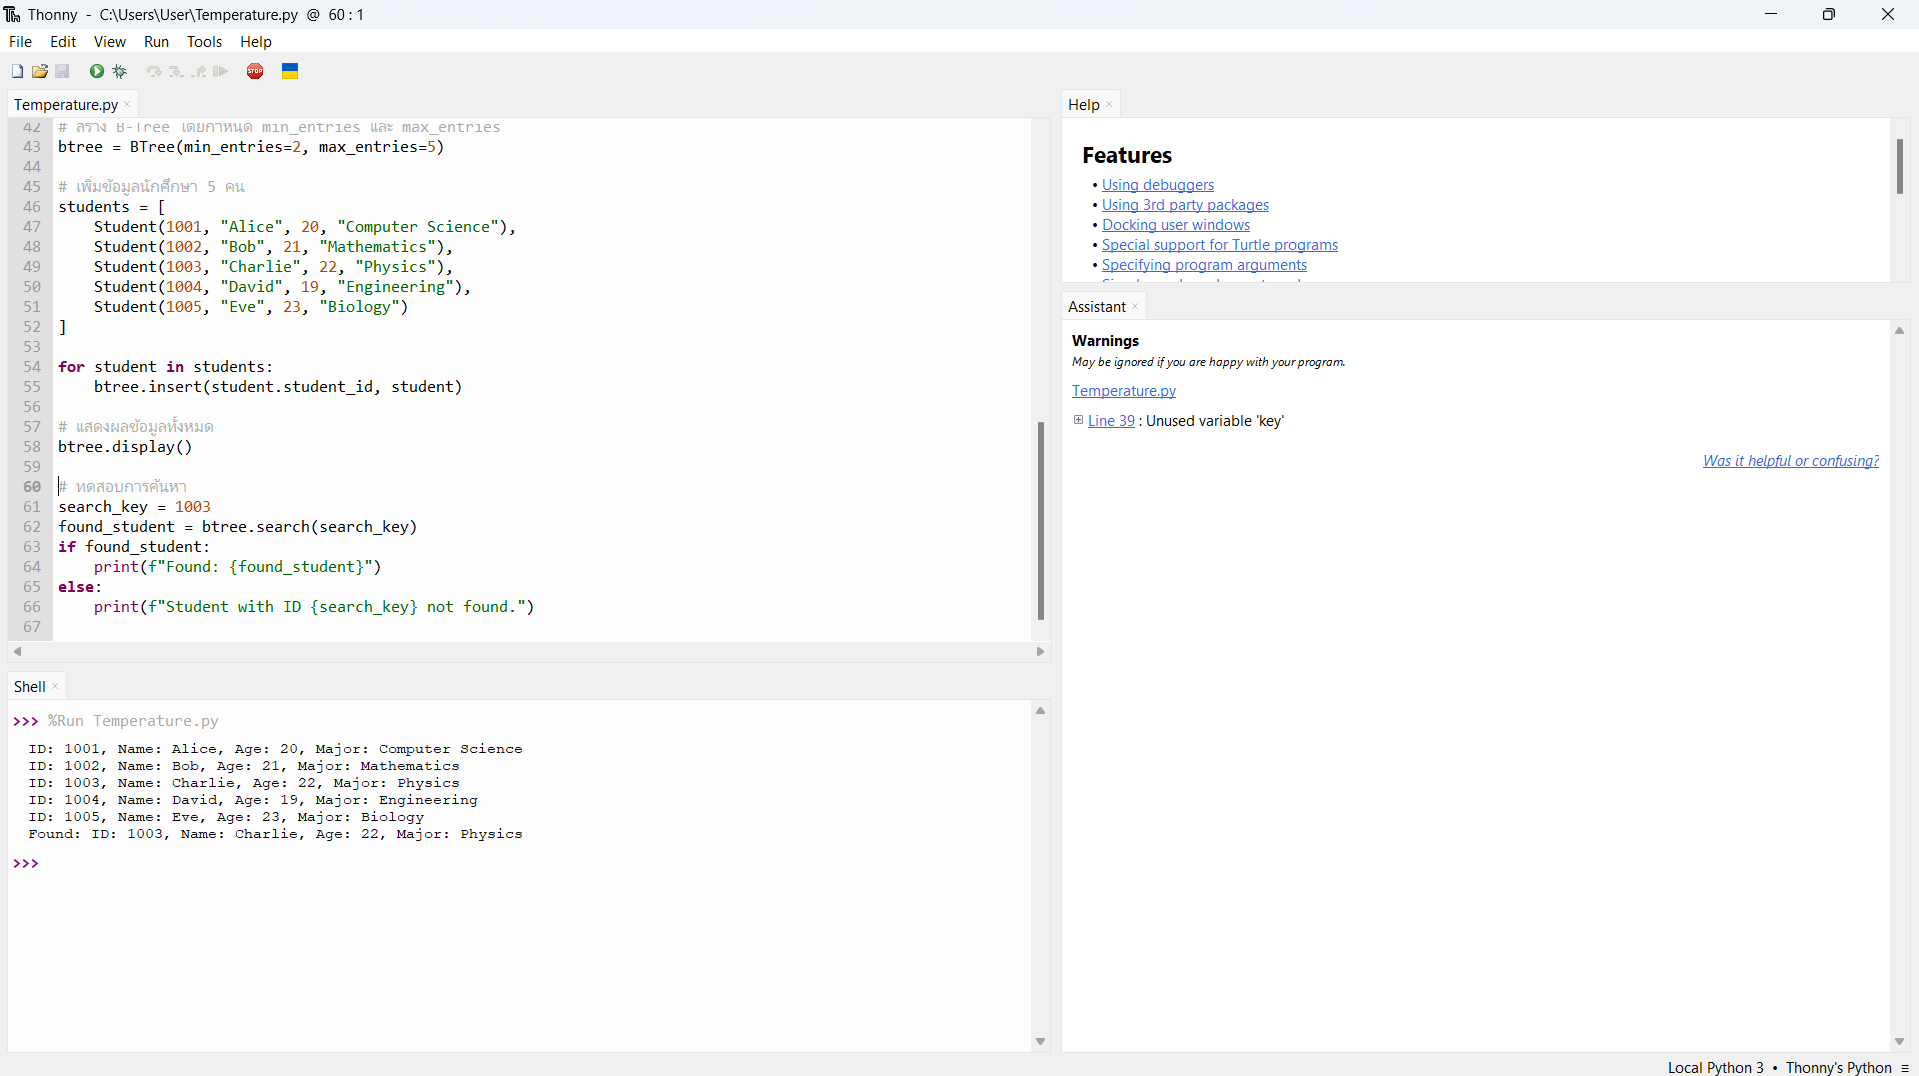 Thonny - C:\Users\User\Temperature.py @ 60 : 1
File Edit View Run Tools Help
STOP
Temperature.py ×
42 # สร้าง B-Tree โดยกำหนด min_entries และ max_entries
43 btree = BTree(min_entries=2, max_entries=5)
44
45 # เพิ่มข้อมูลนักศึกษา 5 คน
46 students = [
47 Student(1001, "Alice", 20, "Computer Science"),
48 Student(1002, "Bob", 21, "Mathematics"),
49 Student(1003, "Charlie", 22, "Physics"),
50 Student(1004, "David", 19, "Engineering"),
51 Student(1005, "Eve", 23, "Biology")
52 ]
53
54 for student in students:
55 btree.insert(student.student_id, student)
56
57 # แสดงผลข้อมูลทั้งหมด
58 btree.display()
59
60 # ทดสอบการค้นหา
61 search_key = 1003
62 found_student = btree.search(search_key)
63 if found_student:
64 print(f"Found: {found_student}")
65 else:
66 print(f"Student with ID {search_key} not found.")
67
Shell ×
>>> %Run Temperature.py
ID: 1001, Name: Alice, Age: 20, Major: Computer Science
ID: 1002, Name: Bob, Age: 21, Major: Mathematics
ID: 1003, Name: Charlie, Age: 22, Major: Physics
ID: 1004, Name: David, Age: 19, Major: Engineering
ID: 1005, Name: Eve, Age: 23, Major: Biology
Found: ID: 1003, Name: Charlie, Age: 22, Major: Physics
>>>
Help ×
Features
• Using debuggers
• Using 3rd party packages
• Docking user windows
• Special support for Turtle programs
• Specifying program arguments
Assistant ×
Warnings
May be ignored if you are happy with your program.
Temperature.py
Line 39 : Unused variable 'key'
Was it helpful or confusing?
Local Python 3 • Thonny's Python ≡